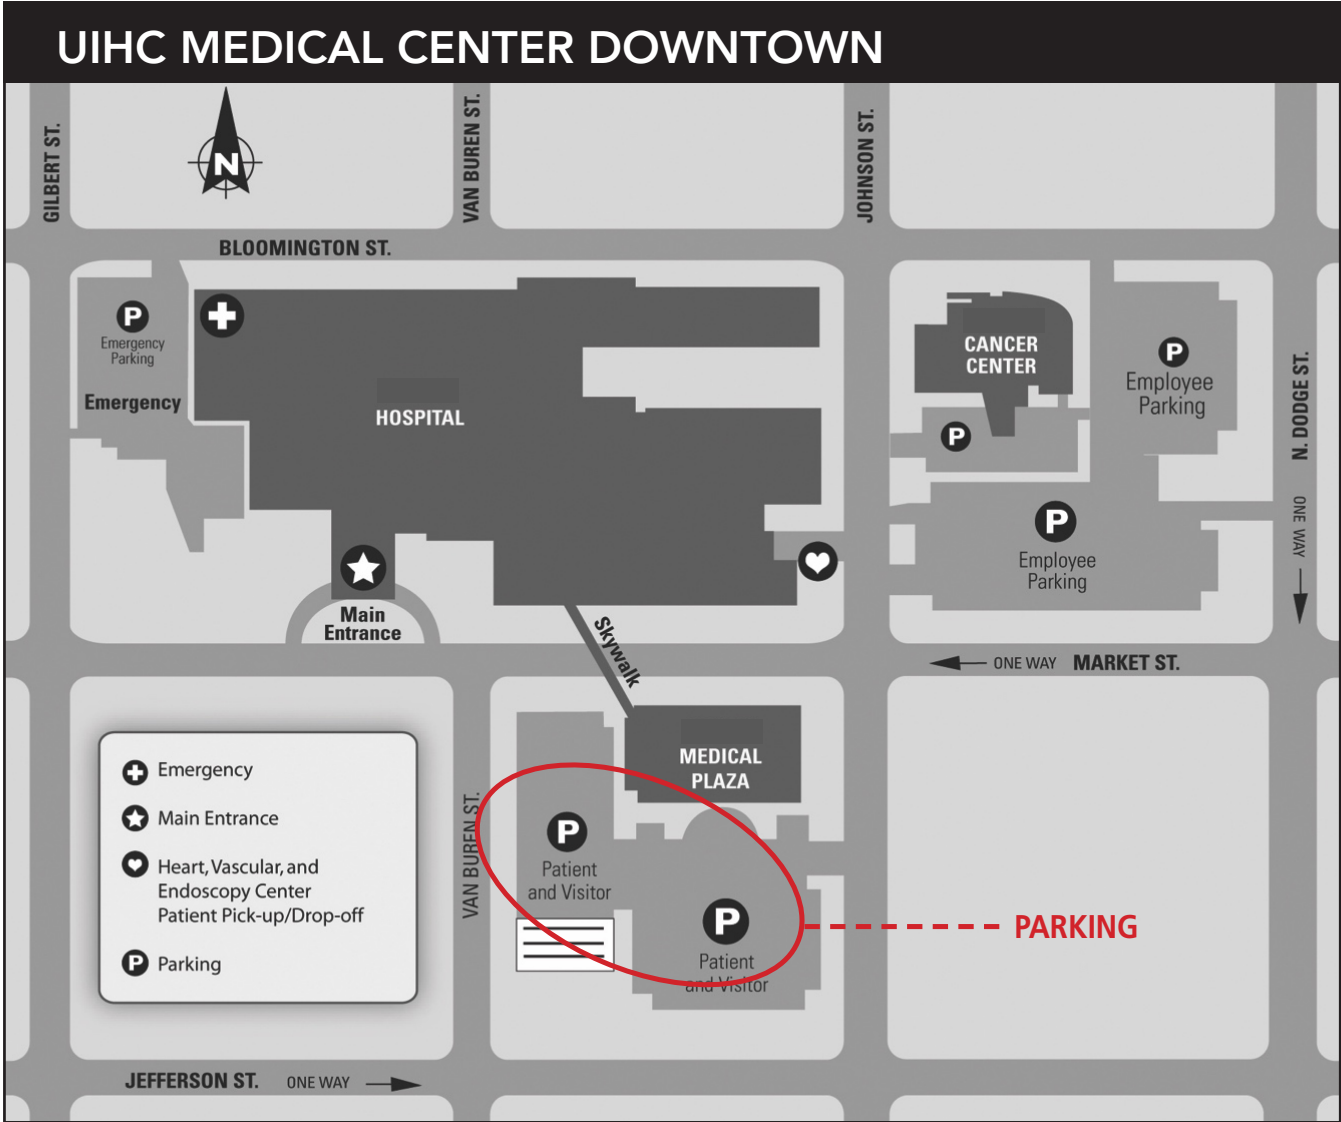 UIHC MEDICAL CENTER DOWNTOWN
GILBERT ST.
N
VAN BUREN ST.
JOHNSON ST.
BLOOMINGTON ST.
P
Emergency
Parking
Emergency
HOSPITAL
CANCER
CENTER
P
P
Employee
Parking
N. DODGE ST.
ONE WAY
P
Employee
Parking
Main
Entrance
Skywalk
ONE WAY MARKET ST.
MEDICAL
PLAZA
Emergency
Main Entrance
Heart, Vascular, and
Endoscopy Center
Patient Pick-up/Drop-off
P Parking
VAN BUREN ST.
P
Patient
and Visitor
P
Patient
and Visitor
PARKING
JEFFERSON ST. ONE WAY